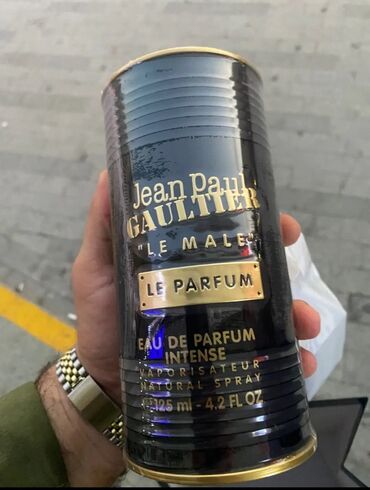 Jean Paul
GAULTIER
"LE MALE"
LE PARFUM
EAU DE PARFUM
INTENSE
VAPORISATEUR
NATURAL SPRAY
125 ml - 4.2 FL OZ